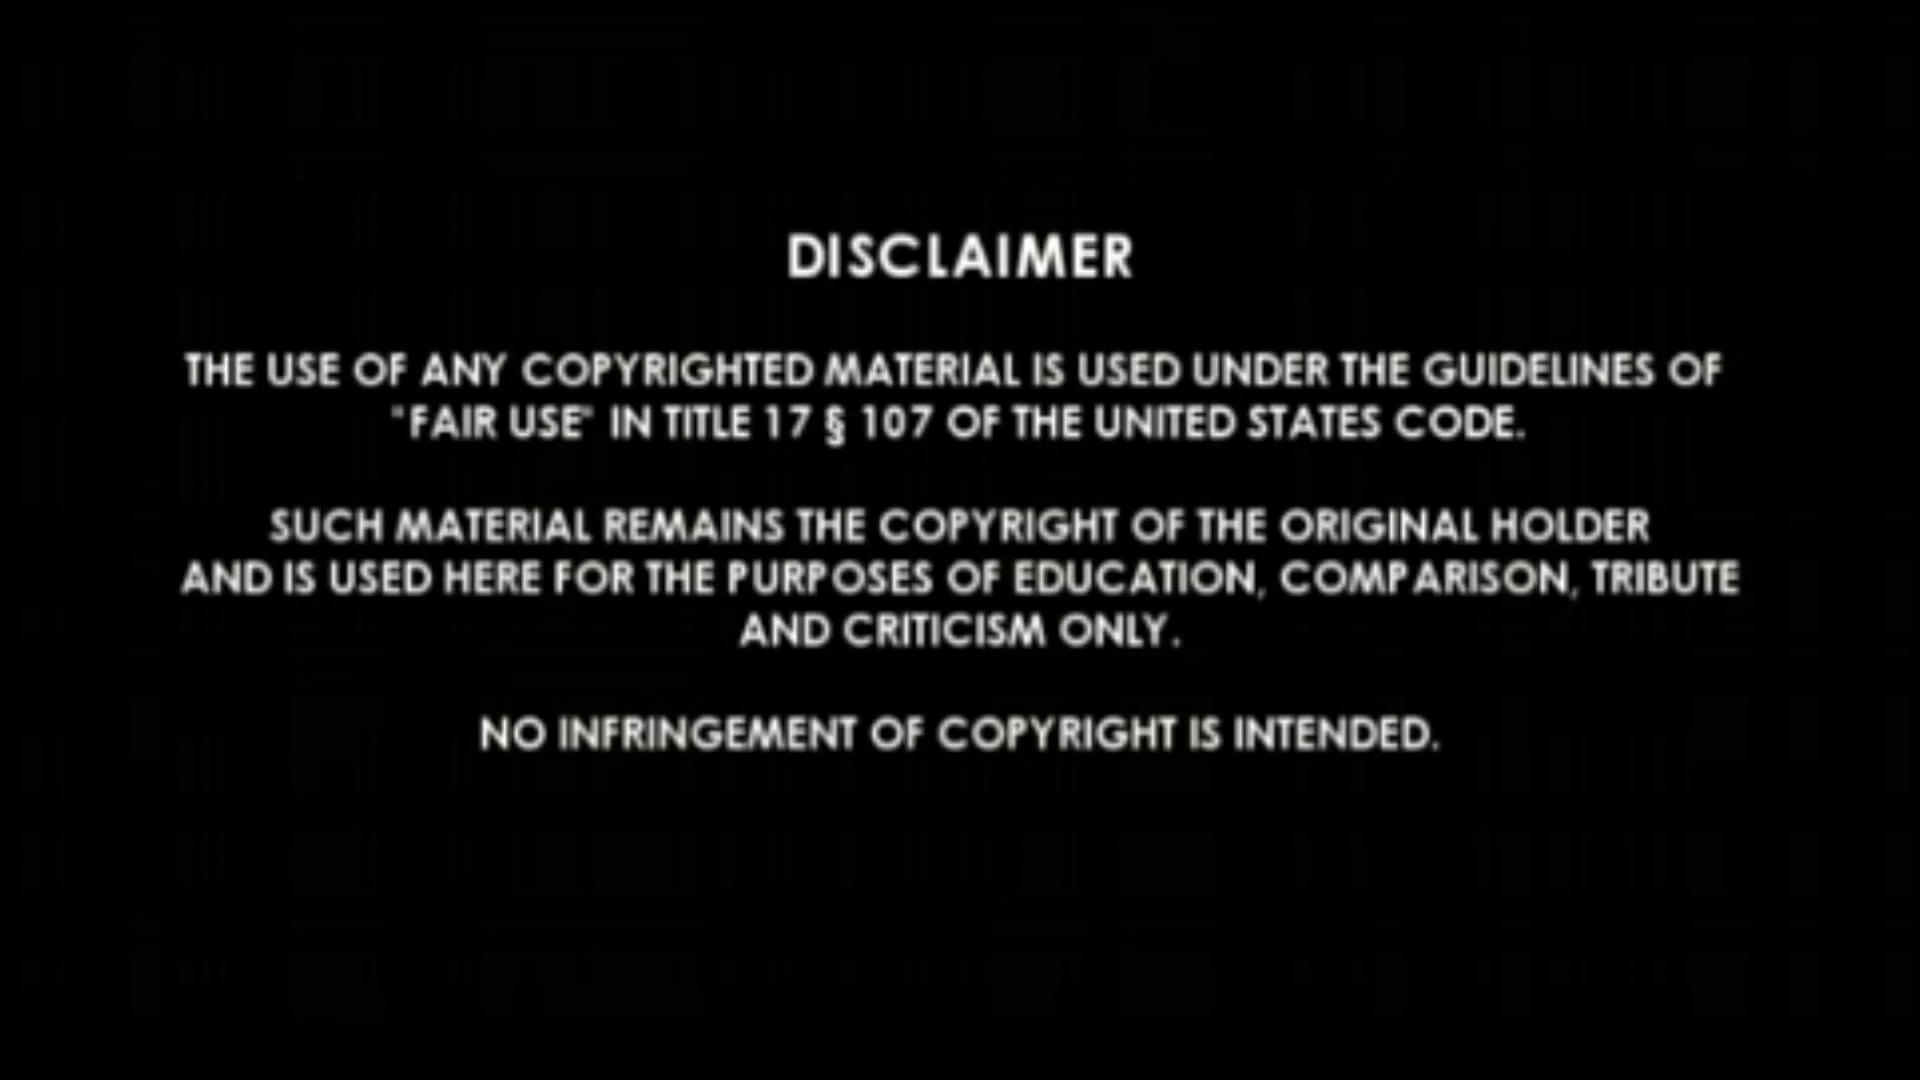 DISCLAIMER
THE USE OF ANY COPYRIGHTED MATERIAL IS USED UNDER THE GUIDELINES OF
"FAIR USE" IN TITLE 17 § 107 OF THE UNITED STATES CODE.
SUCH MATERIAL REMAINS THE COPYRIGHT OF THE ORIGINAL HOLDER
AND IS USED HERE FOR THE PURPOSES OF EDUCATION, COMPARISON, TRIBUTE
AND CRITICISM ONLY.
NO INFRINGEMENT OF COPYRIGHT IS INTENDED.